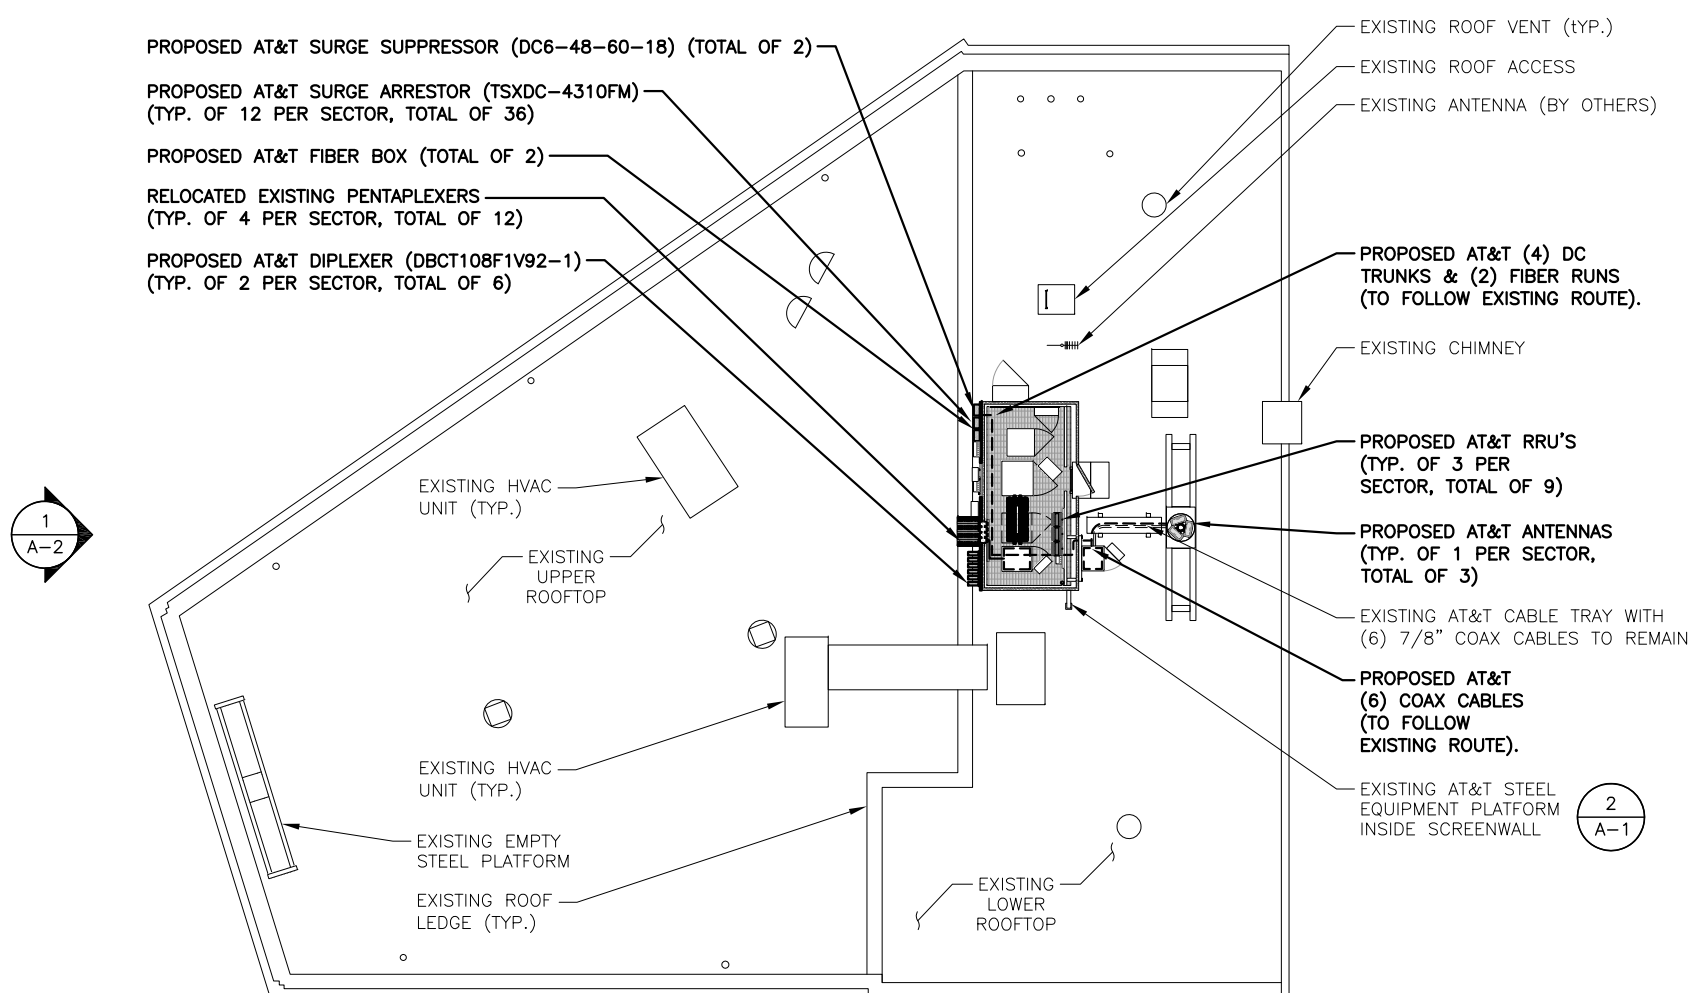 PROPOSED AT&T SURGE SUPPRESSOR (DC6-48-60-18) (TOTAL OF 2)
PROPOSED AT&T SURGE ARRESTOR (TSXDC-4310FM)
(TYP. OF 12 PER SECTOR, TOTAL OF 36)
PROPOSED AT&T FIBER BOX (TOTAL OF 2)
RELOCATED EXISTING PENTAPLEXERS
(TYP. OF 4 PER SECTOR, TOTAL OF 12)
PROPOSED AT&T DIPLEXER (DBCT108F1V92-1)
(TYP. OF 2 PER SECTOR, TOTAL OF 6)
EXISTING ROOF VENT (tYP.)
EXISTING ROOF ACCESS
EXISTING ANTENNA (BY OTHERS)
PROPOSED AT&T (4) DC
TRUNKS & (2) FIBER RUNS
(TO FOLLOW EXISTING ROUTE).
EXISTING CHIMNEY
PROPOSED AT&T RRU'S
(TYP. OF 3 PER
SECTOR, TOTAL OF 9)
PROPOSED AT&T ANTENNAS
(TYP. OF 1 PER SECTOR,
TOTAL OF 3)
EXISTING AT&T CABLE TRAY WITH
(6) 7/8" COAX CABLES TO REMAIN
PROPOSED AT&T
(6) COAX CABLES
(TO FOLLOW
EXISTING ROUTE).
EXISTING AT&T STEEL
EQUIPMENT PLATFORM
INSIDE SCREENWALL
2
A-1
1
A-2
EXISTING HVAC
UNIT (TYP.)
EXISTING
UPPER
ROOFTOP
EXISTING HVAC
UNIT (TYP.)
EXISTING EMPTY
STEEL PLATFORM
EXISTING ROOF
LEDGE (TYP.)
EXISTING
LOWER
ROOFTOP